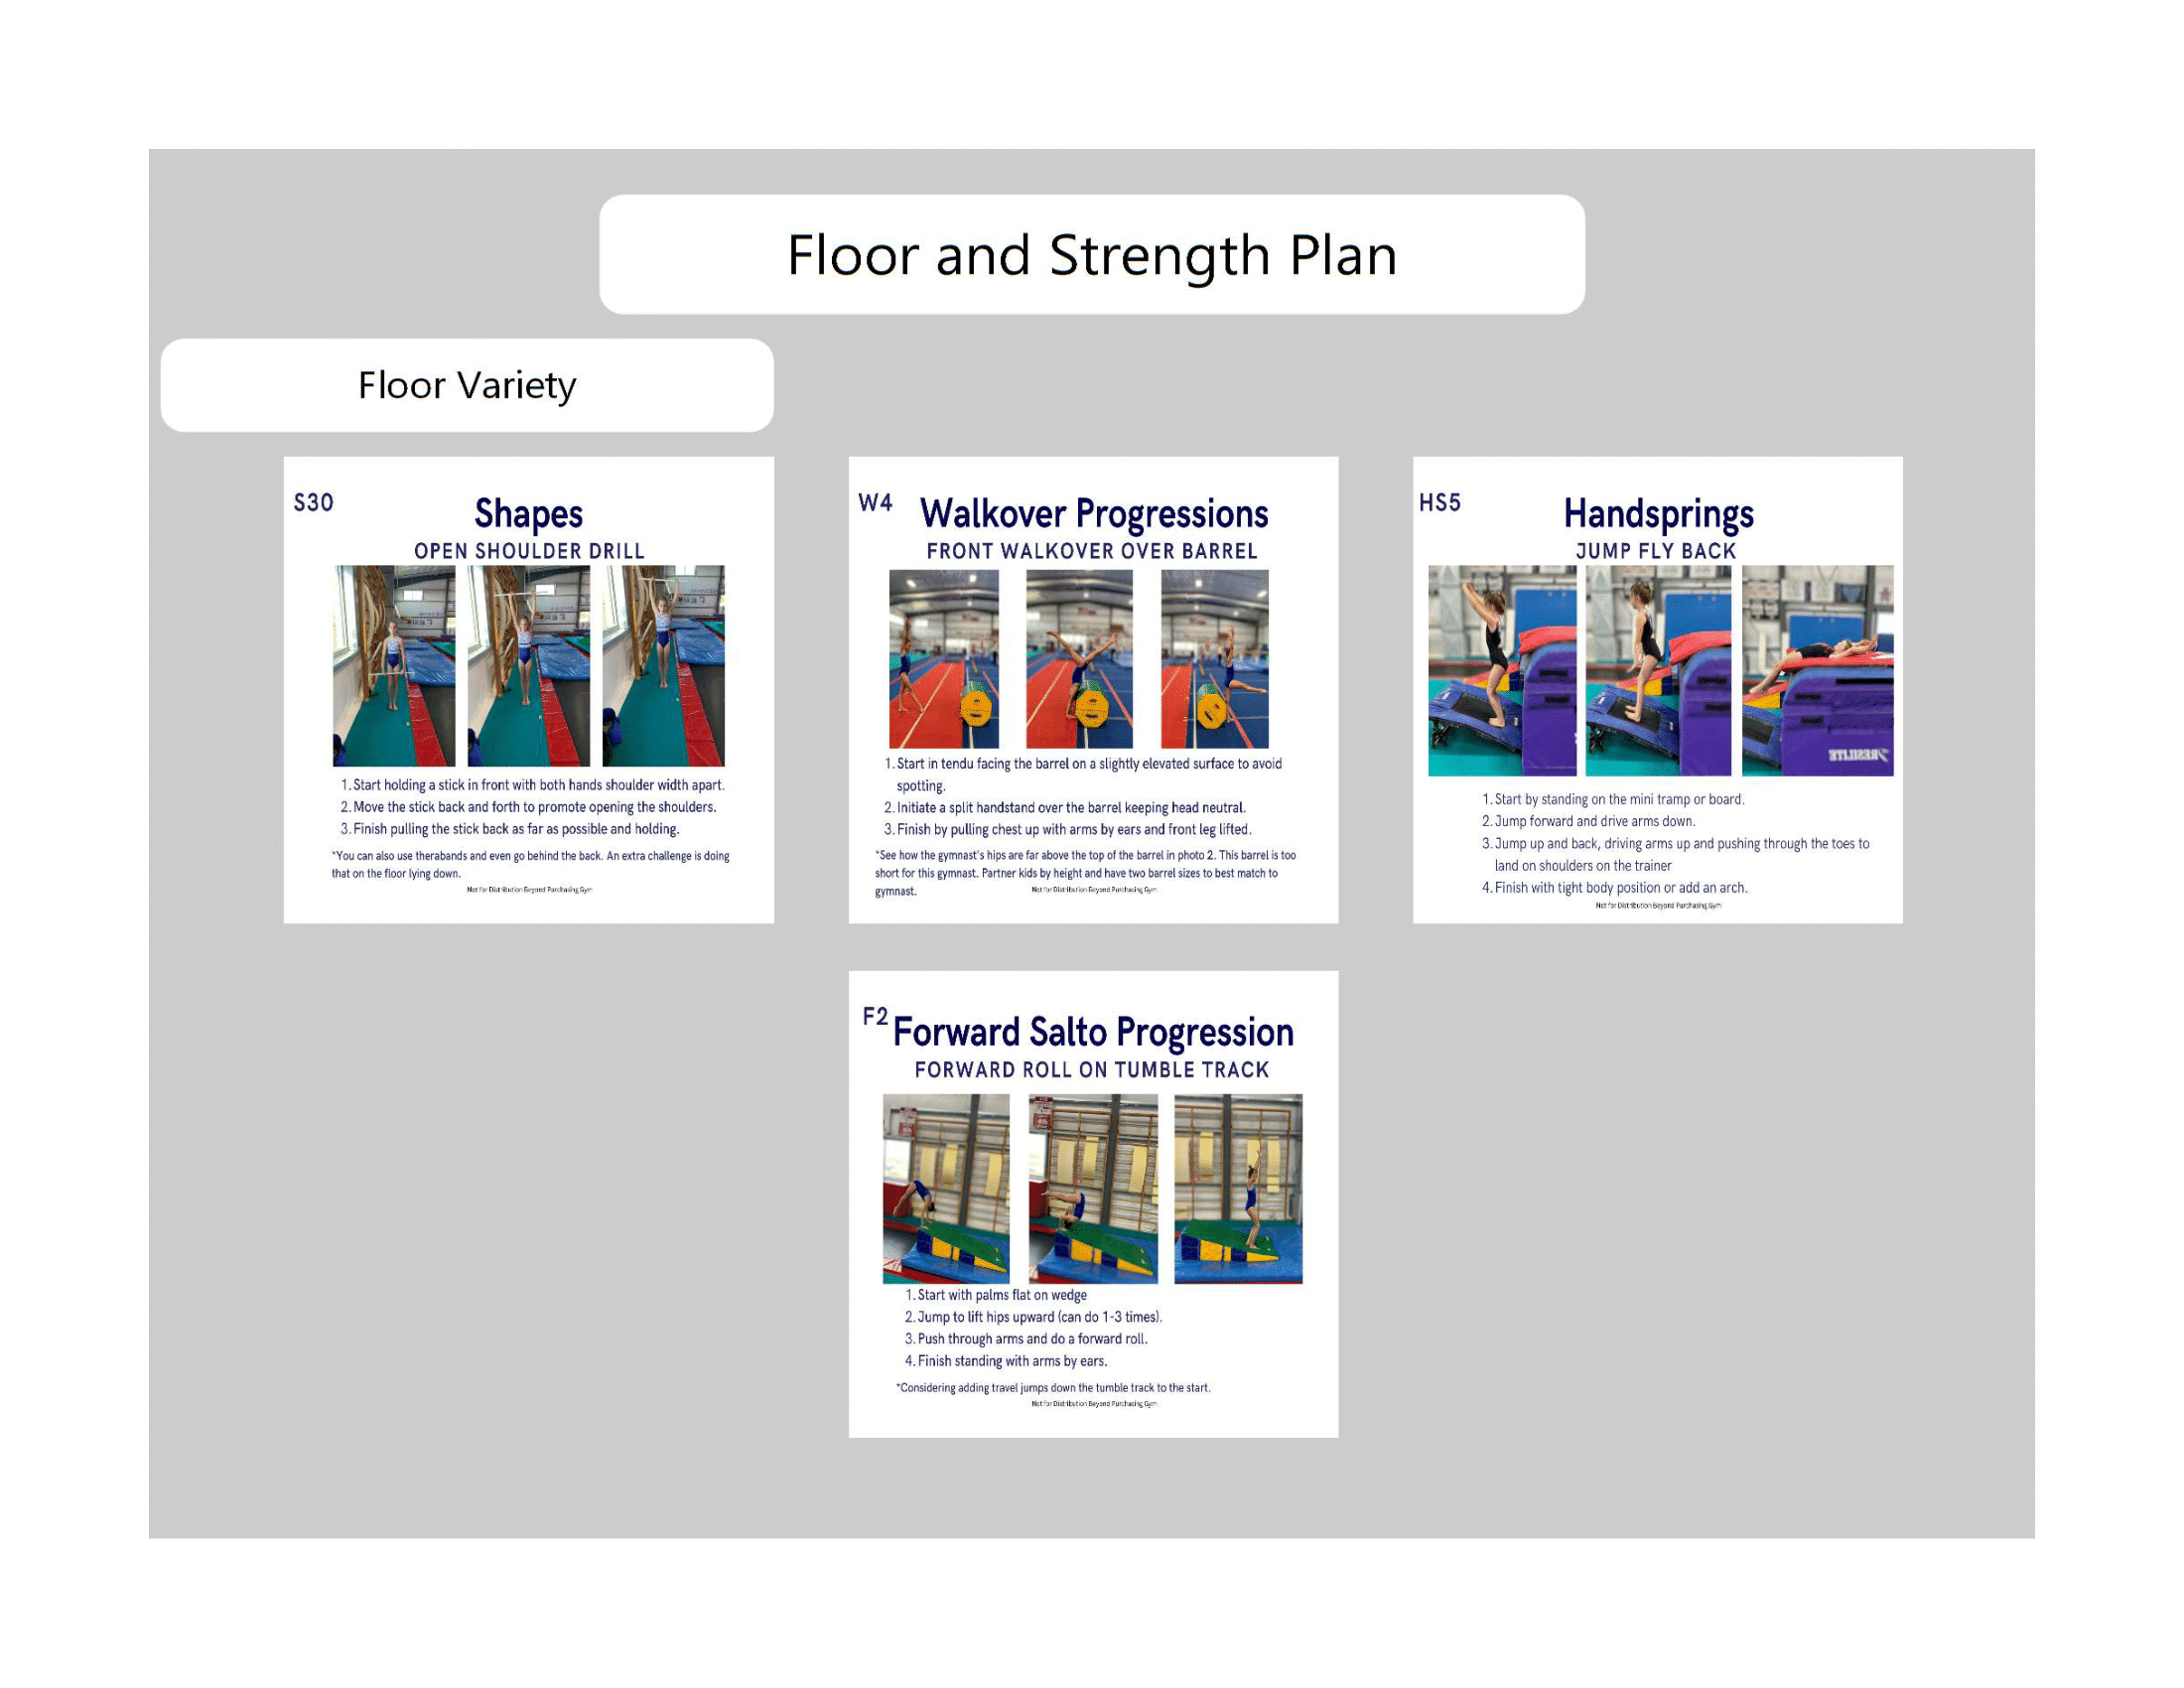 Floor and Strength Plan
Floor Variety
S30
Shapes
OPEN SHOULDER DRILL
1. Start holding a stick in front with both hands shoulder width apart.
2. Move the stick back and forth to promote opening the shoulders.
3. Finish pulling the stick back as far as possible and holding.
*You can also use therabands and even go behind the back. An extra challenge is doing
that on the floor lying down.
Not for Distribution Beyond Purchasing Gym
W4
Walkover Progressions
FRONT WALKOVER OVER BARREL
1. Start in tendu facing the barrel on a slightly elevated surface to avoid
spotting.
2. Initiate a split handstand over the barrel keeping head neutral.
3. Finish by pulling chest up with arms by ears and front leg lifted.
*See how the gymnast's hips are far above the top of the barrel in photo 2. This barrel is too
short for this gymnast. Partner kids by height and have two barrel sizes to best match to
gymnast.
Not for Distribution Beyond Purchasing Gym
HS5
Handsprings
JUMP FLY BACK
RESILITE
1. Start by standing on the mini tramp or board.
2. Jump forward and drive arms down.
3. Jump up and back, driving arms up and pushing through the toes to
land on shoulders on the trainer
4. Finish with tight body position or add an arch.
Not for Distribution Beyond Purchasing Gym
F2
Forward Salto Progression
FORWARD ROLL ON TUMBLE TRACK
1. Start with palms flat on wedge
2. Jump to lift hips upward (can do 1-3 times).
3. Push through arms and do a forward roll.
4. Finish standing with arms by ears.
*Considering adding travel jumps down the tumble track to the start.
Not for Distribution Beyond Purchasing Gym